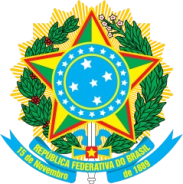 REPÚBLICA FEDERATIVA DO BRASIL
15 de Novembro de 1889